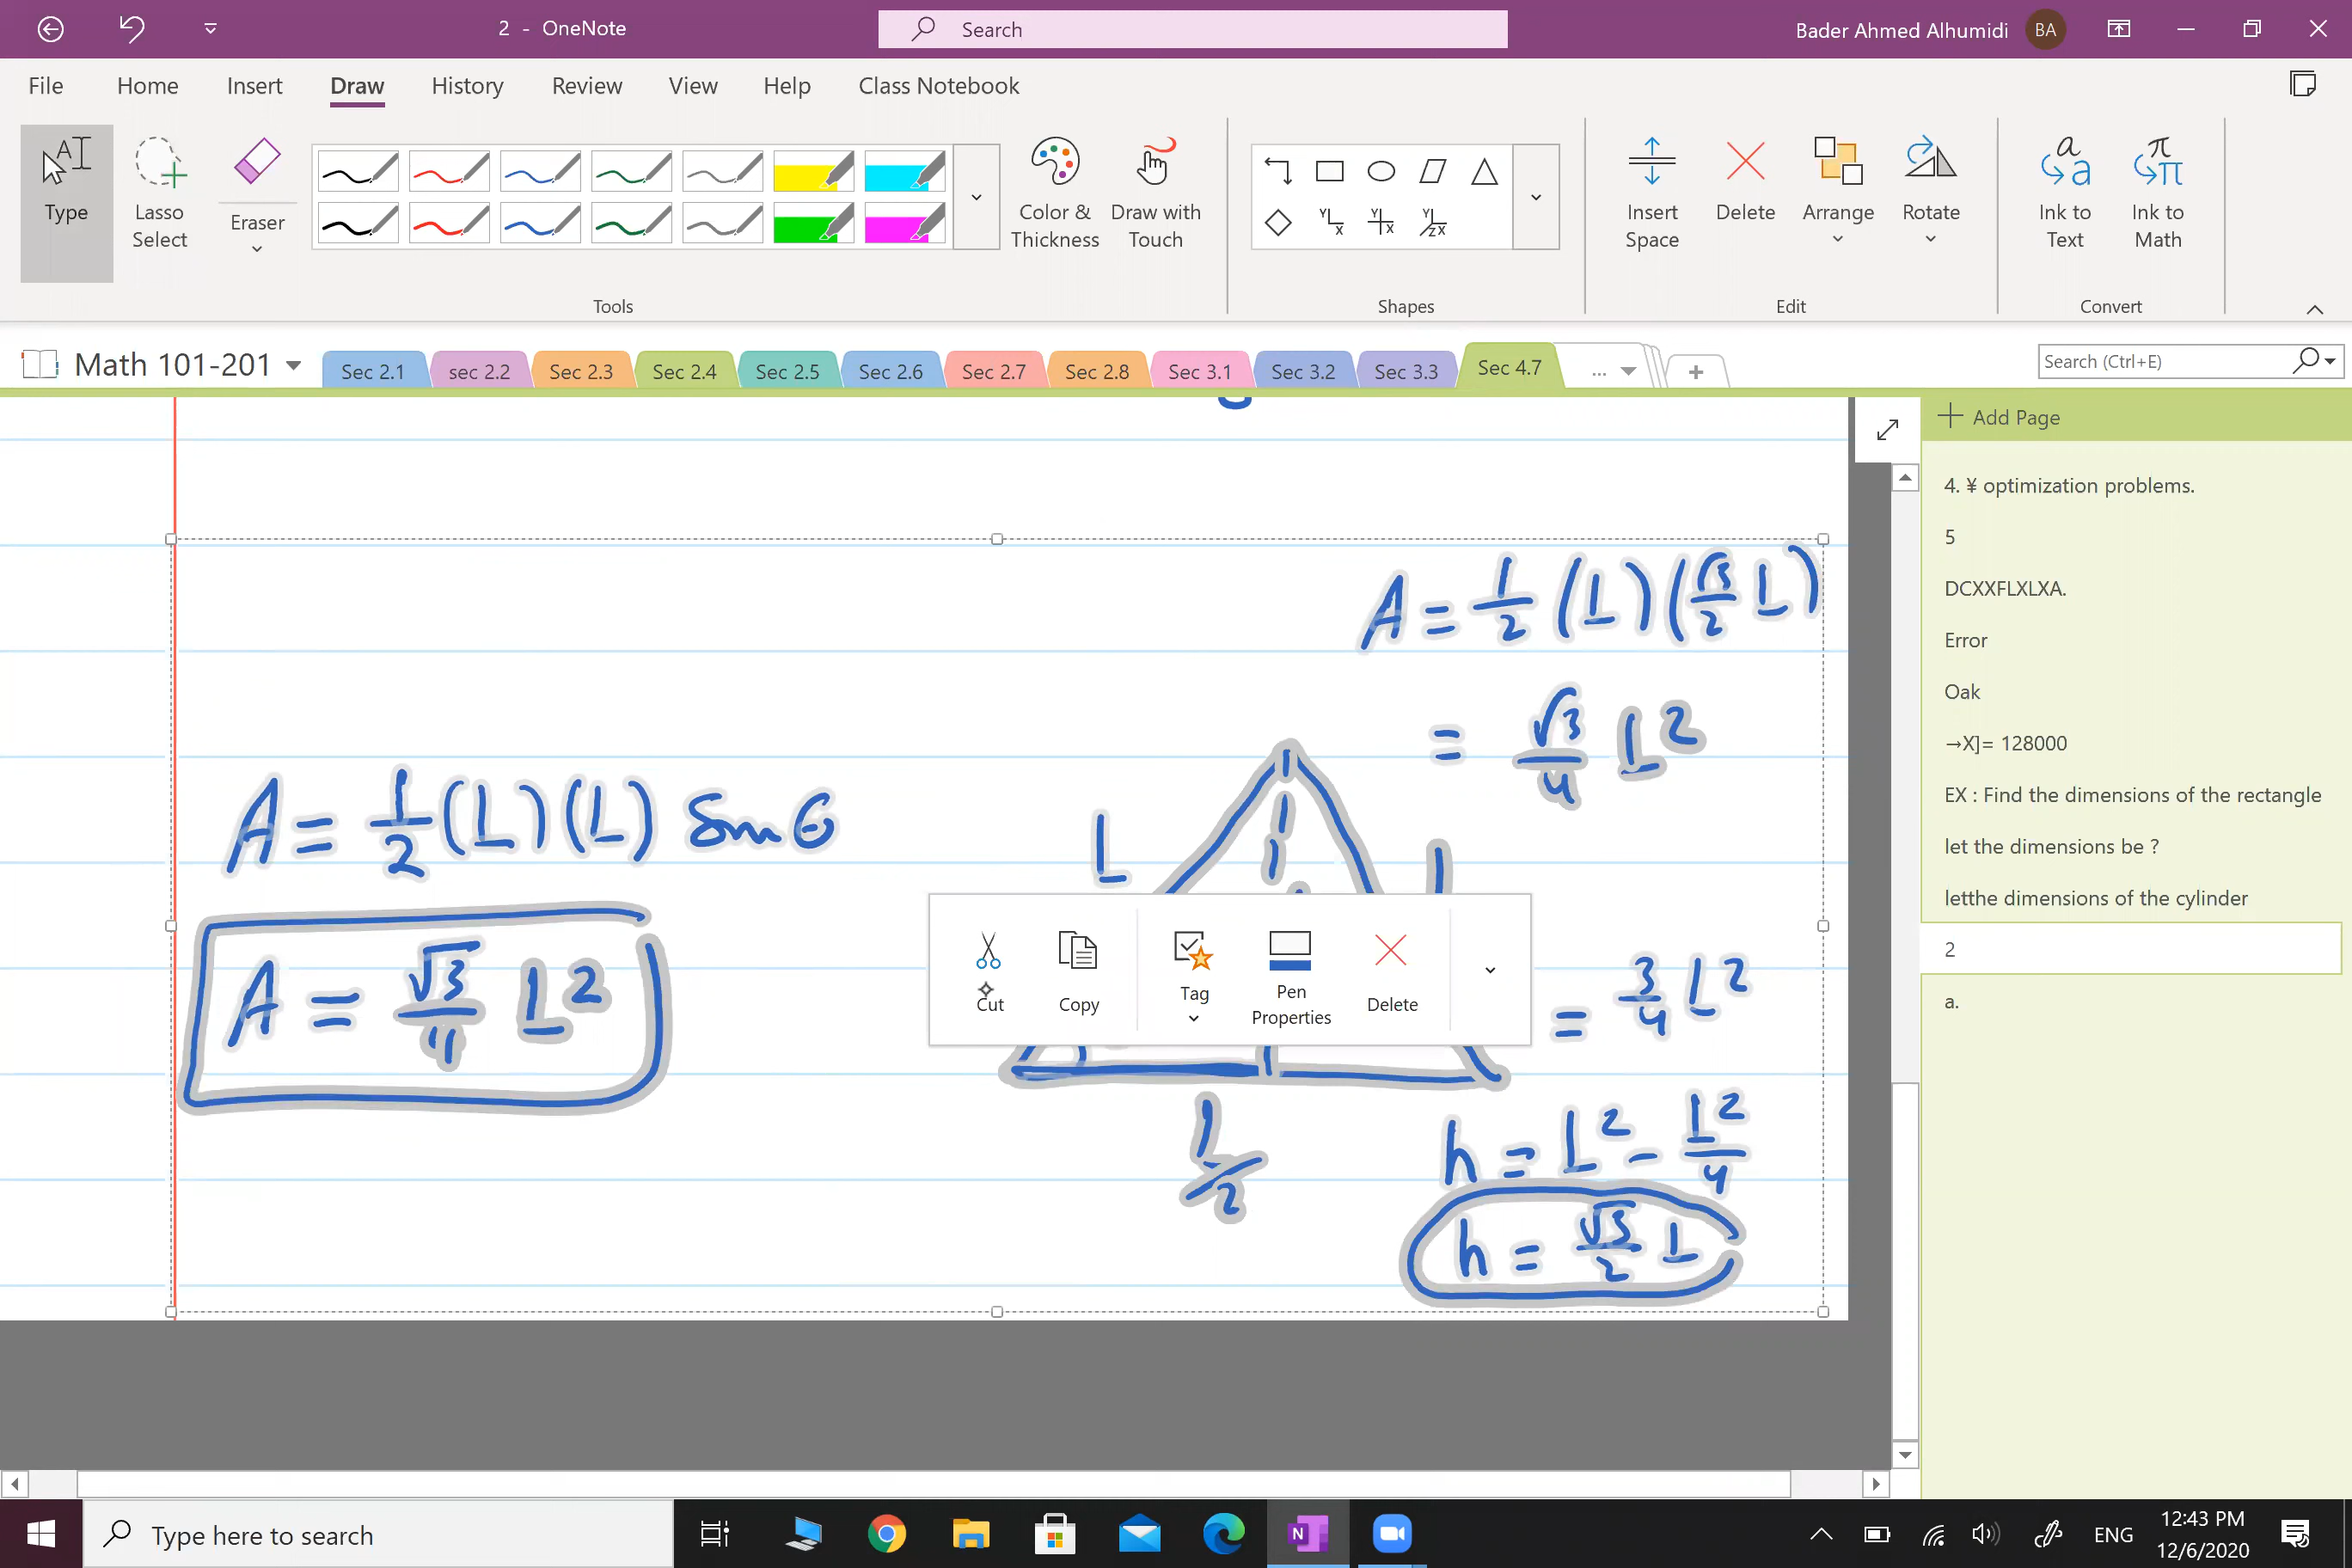 2 - OneNote
Search
Bader Ahmed Alhumidi
BA
File Home Insert Draw History Review View Help Class Notebook
Type
Lasso Select
Eraser
Color & Thickness
Draw with Touch
Insert Space
Delete
Arrange
Rotate
Ink to Text
Ink to Math
Tools
Shapes
Edit
Convert
Math 101-201
Sec 2.1
sec 2.2
Sec 2.3
Sec 2.4
Sec 2.5
Sec 2.6
Sec 2.7
Sec 2.8
Sec 3.1
Sec 3.2
Sec 3.3
Sec 4.7
...
Search (Ctrl+E)
Add Page
4. ¥ optimization problems.
5
DCXXFLXLXA.
Error
Oak
→X]= 128000
EX : Find the dimensions of the rectangle
let the dimensions be ?
letthe dimensions of the cylinder
2
a.
A = 1/2 (L)(√3/2 L)
= √3/4 L²
A = 1/2 (L)(L) sin θ
L
A = √3/4 L²
Cut
Copy
Tag
Pen Properties
Delete
= 3/4 L²
L/2
h = L² - L²/4
h = √3/2 L
Type here to search
ENG
12:43 PM
12/6/2020